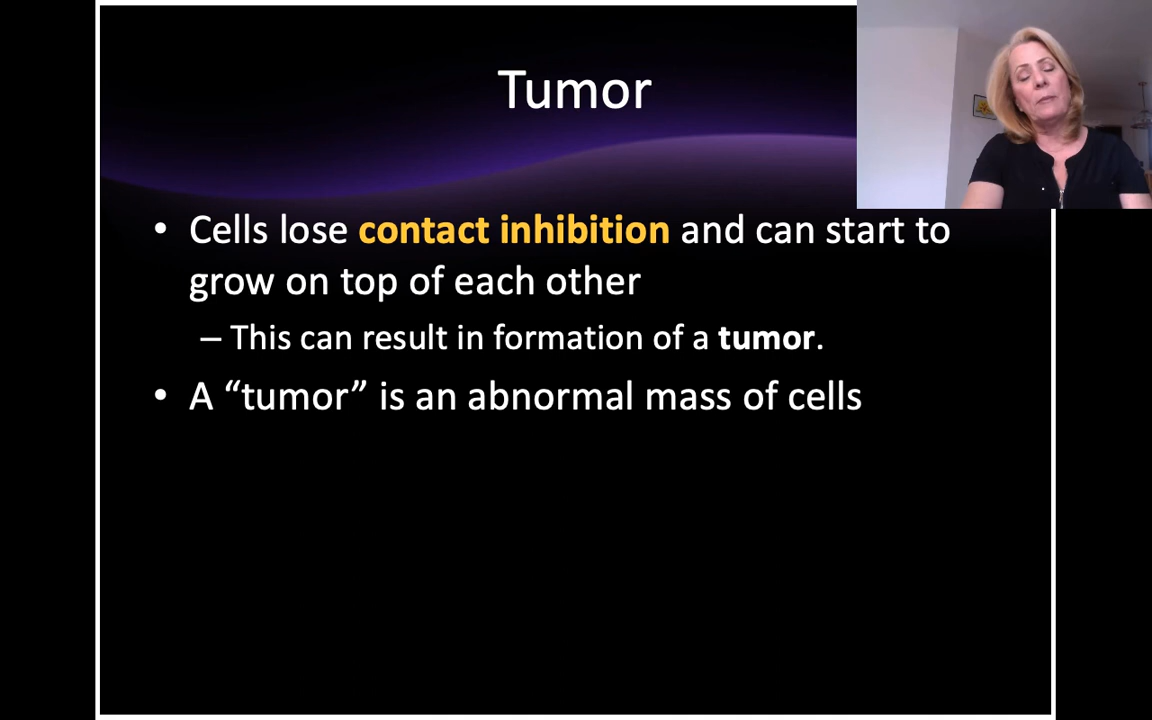 Tumor
• Cells lose contact inhibition and can start to
grow on top of each other
– This can result in formation of a tumor.
• A “tumor” is an abnormal mass of cells